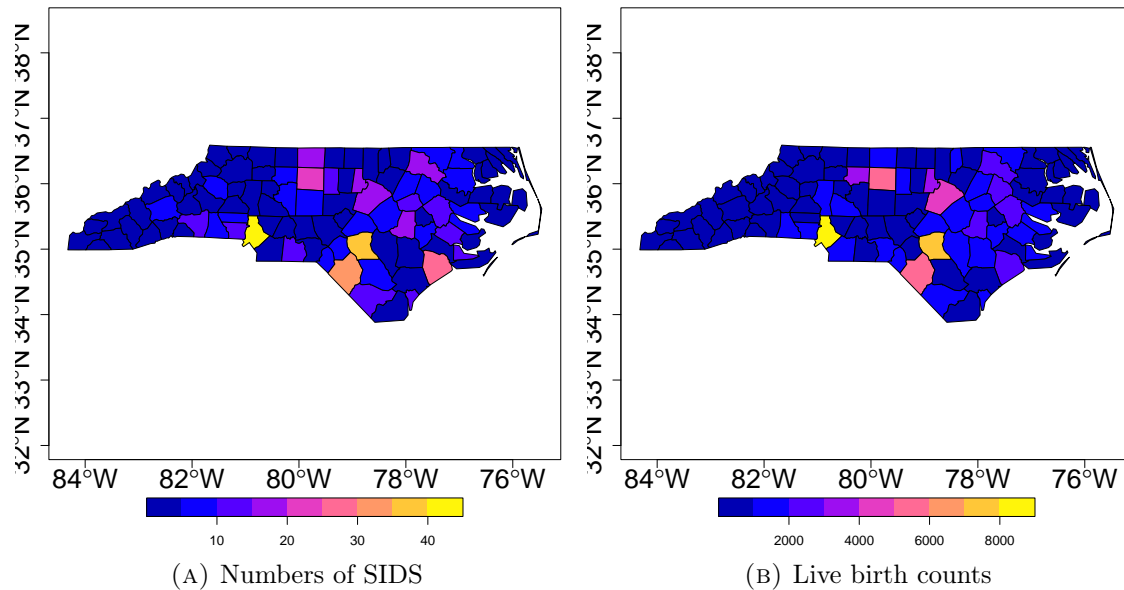 38°N
37°N
36°N
35°N
34°N
33°N
32°N
84°W 82°W 80°W 78°W 76°W
10 20 30 40
(A) Numbers of SIDS
38°N
37°N
36°N
35°N
34°N
33°N
32°N
84°W 82°W 80°W 78°W 76°W
2000 4000 6000 8000
(B) Live birth counts